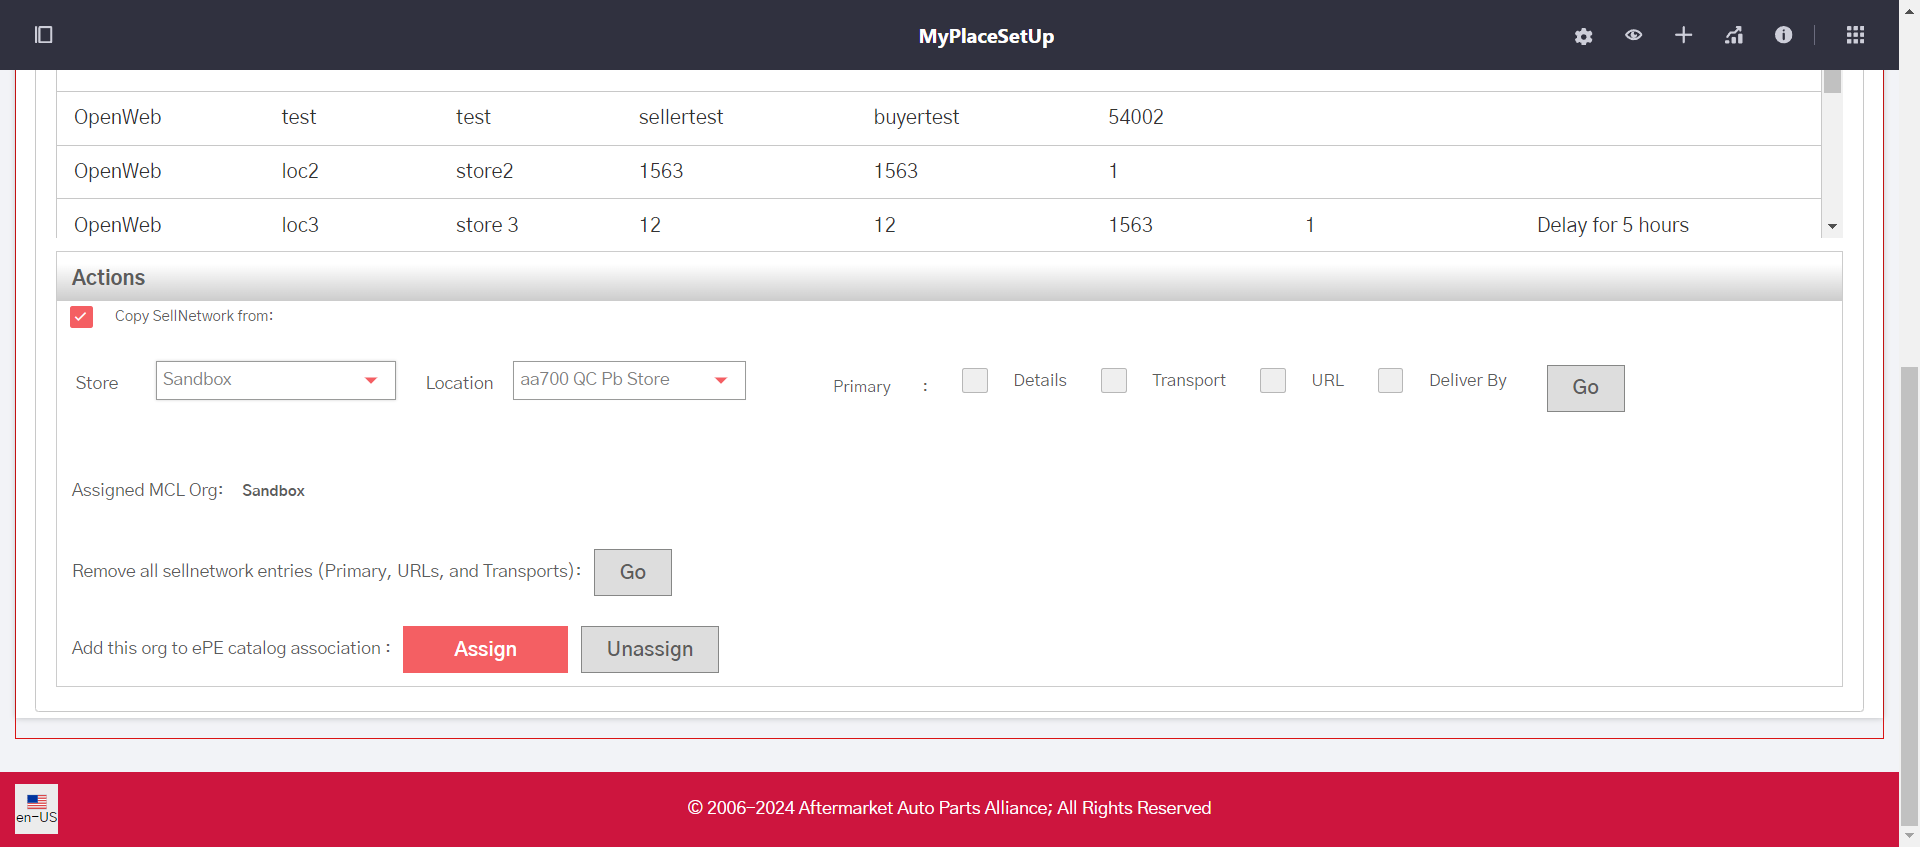 MyPlaceSetUp
OpenWeb test test sellertest buyertest 54002
OpenWeb loc2 store2 1563 1563 1
OpenWeb loc3 store 3 12 12 1563 1 Delay for 5 hours
Actions
Copy SellNetwork from:
Store Sandbox Location aa700 QC Pb Store Primary : Details Transport URL Deliver By Go
Assigned MCL Org: Sandbox
Remove all sellnetwork entries (Primary, URLs, and Transports): Go
Add this org to ePE catalog association : Assign Unassign
en-US
© 2006-2024 Aftermarket Auto Parts Alliance; All Rights Reserved